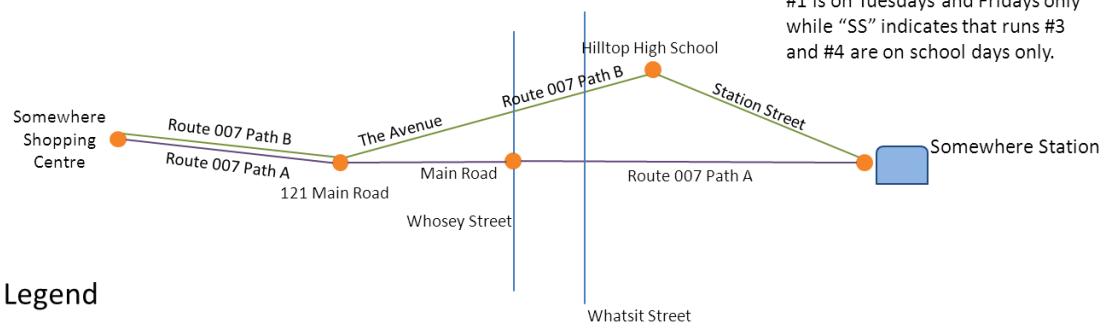 #1 is on Tuesdays and Fridays only
while “SS” indicates that runs #3
and #4 are on school days only.
Hilltop High School
Route 007 Path B
Station Street
Somewhere
Shopping
Centre
Route 007 Path B
The Avenue
Route 007 Path A
Somewhere Station
121 Main Road
Main Road
Route 007 Path A
Whosey Street
Legend
Whatsit Street